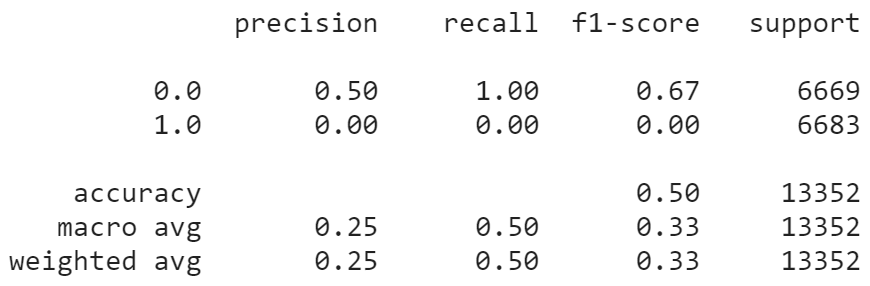 precision recall f1-score support
0.0 0.50 1.00 0.67 6669
1.0 0.00 0.00 0.00 6683
accuracy 0.50 13352
macro avg 0.25 0.50 0.33 13352
weighted avg 0.25 0.50 0.33 13352